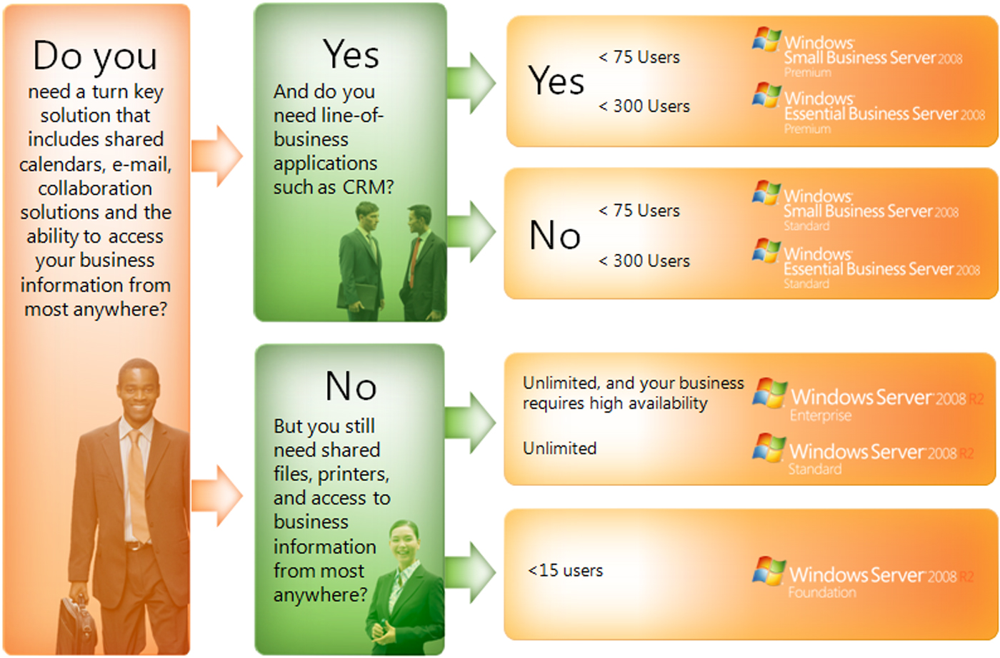 Do you
need a turn key
solution that
includes shared
calendars, e-mail,
collaboration
solutions and the
ability to access
your business
information from
most anywhere?
Yes
And do you
need line-of-
business
applications
such as CRM?
Yes
< 75 Users
Windows
Small Business Server 2008
Premium
< 300 Users
Windows
Essential Business Server 2008
Premium
No
< 75 Users
Windows
Small Business Server 2008
Standard
< 300 Users
Windows
Essential Business Server 2008
Standard
No
But you still
need shared
files, printers,
and access to
business
information
from most
anywhere?
Unlimited, and your business
requires high availability
Windows Server 2008 R2
Enterprise
Unlimited
Windows Server 2008 R2
Standard
<15 users
Windows Server 2008 R2
Foundation